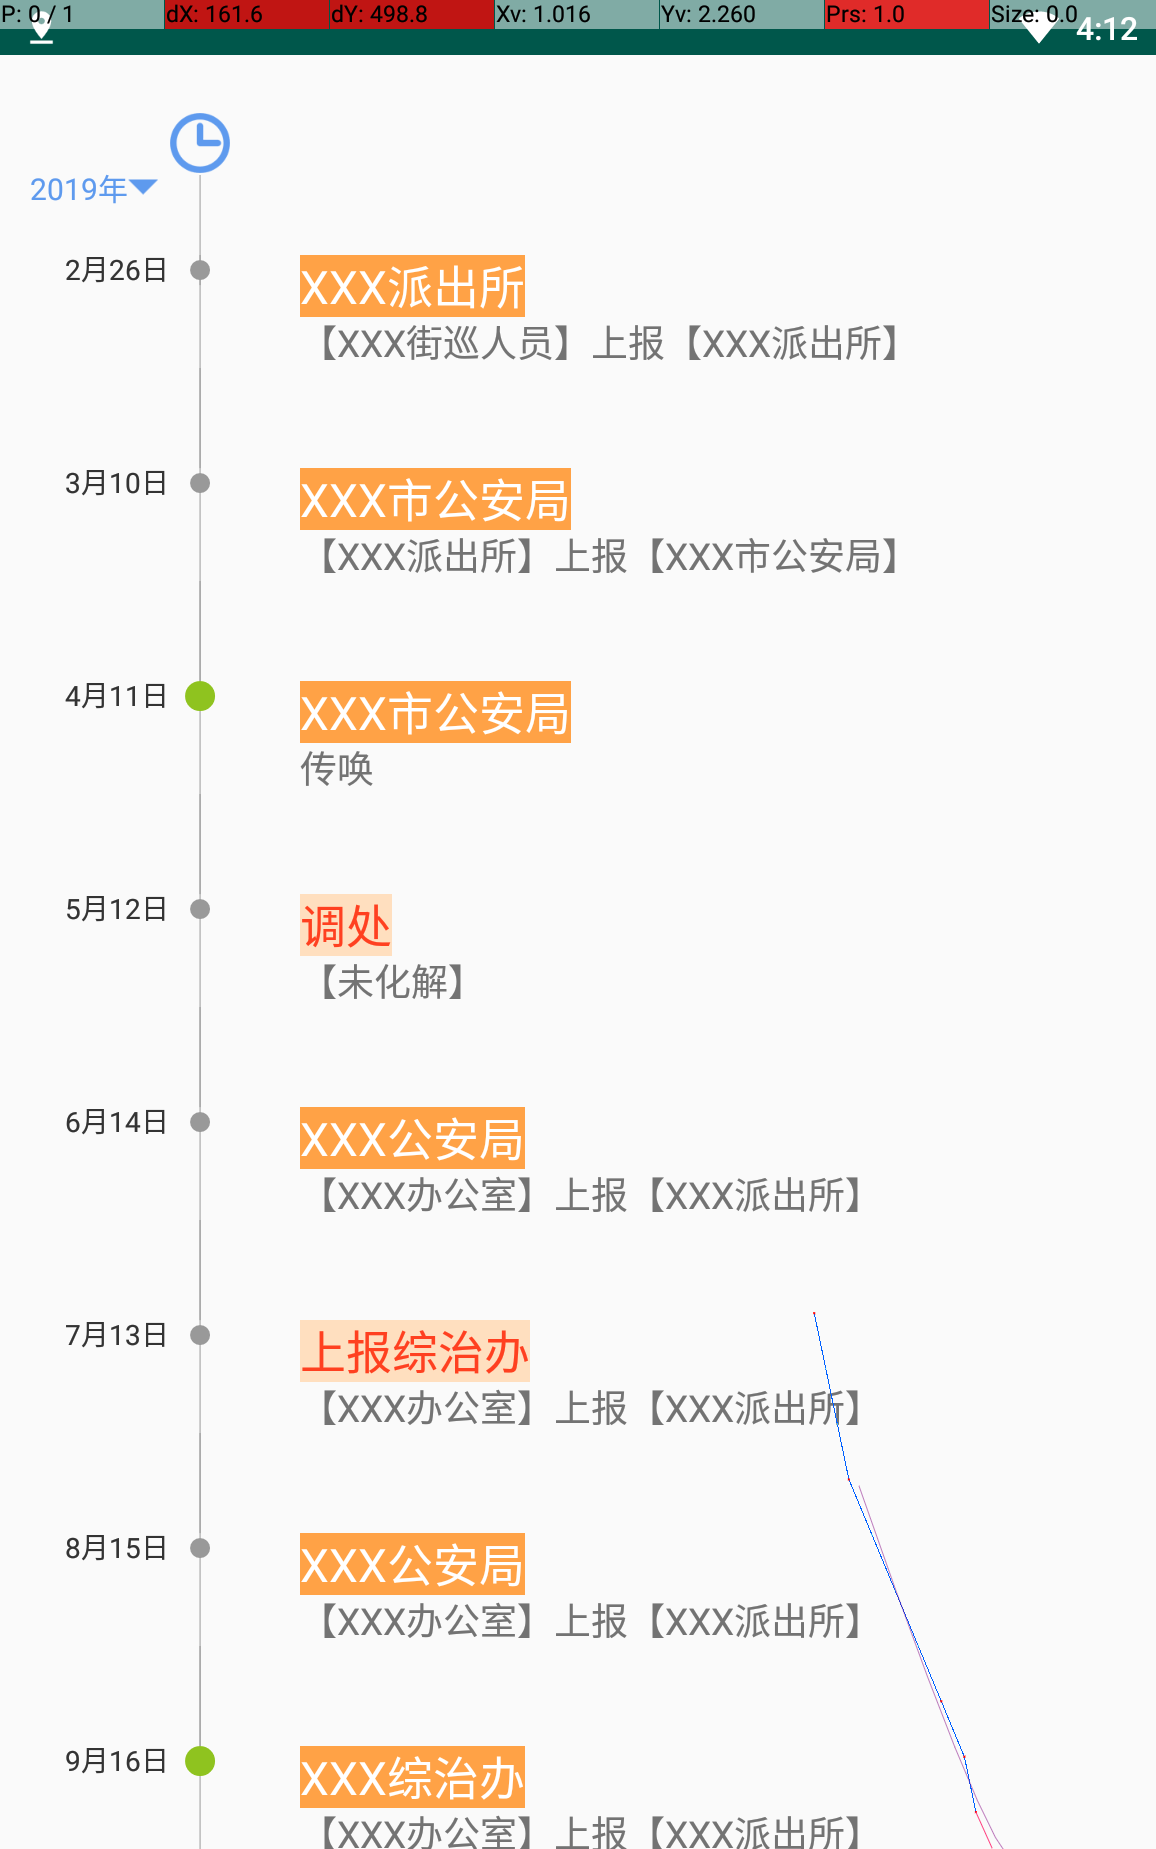 P: 0 / 1 dX: 161.6 dY: 498.8 Xv: 1.016 Yv: 2.260 Prs: 1.0 Size: 0.0
4:12
2019年
2月26日
XXX派出所
【XXX街巡人员】上报【XXX派出所】
3月10日
XXX市公安局
【XXX派出所】上报【XXX市公安局】
4月11日
XXX市公安局
传唤
5月12日
调处
【未化解】
6月14日
XXX公安局
【XXX办公室】上报【XXX派出所】
7月13日
上报综治办
【XXX办公室】上报【XXX派出所】
8月15日
XXX公安局
【XXX办公室】上报【XXX派出所】
9月16日
XXX综治办
【XXX办公室】上报【XXX派出所】